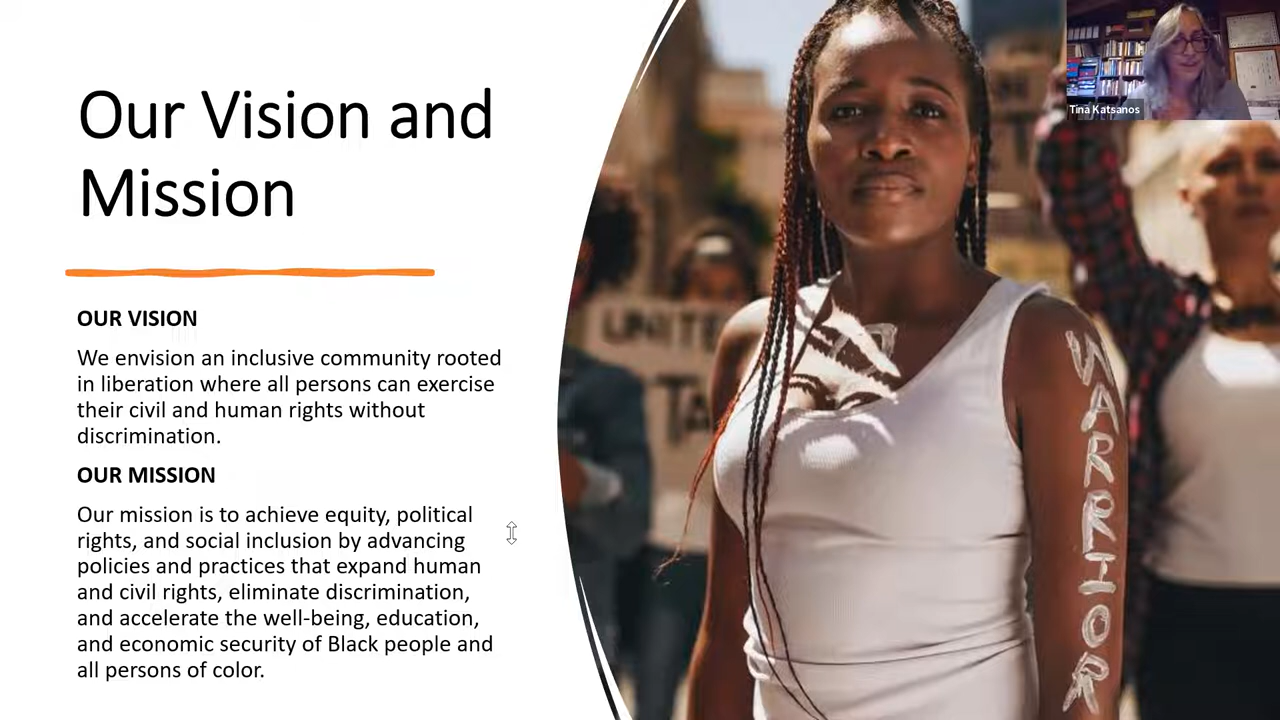 Our Vision and
Mission
OUR VISION
We envision an inclusive community rooted
in liberation where all persons can exercise
their civil and human rights without
discrimination.
OUR MISSION
Our mission is to achieve equity, political
rights, and social inclusion by advancing
policies and practices that expand human
and civil rights, eliminate discrimination,
and accelerate the well-being, education,
and economic security of Black people and
all persons of color.
UNITE
TA
WARRIOR
Tina Katsanos